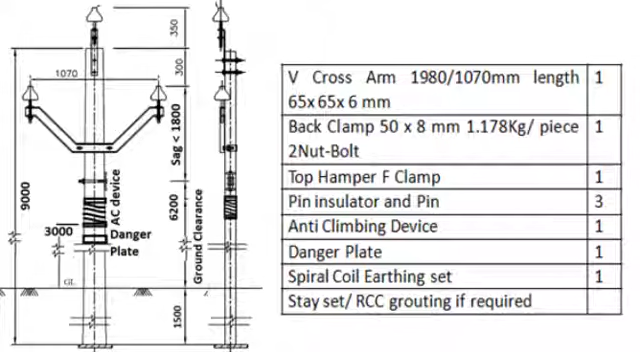 350
300
1070
Sag < 1800
AC device
9000
6200
3000
Danger
Plate
Ground Clearance
GL
1500
V Cross Arm 1980/1070mm length 1
65x65x6 mm
Back Clamp 50 x 8 mm 1.178Kg/ piece 1
2Nut-Bolt
Top Hamper F Clamp 1
Pin insulator and Pin 3
Anti Climbing Device 1
Danger Plate 1
Spiral Coil Earthing set 1
Stay set/ RCC grouting if required